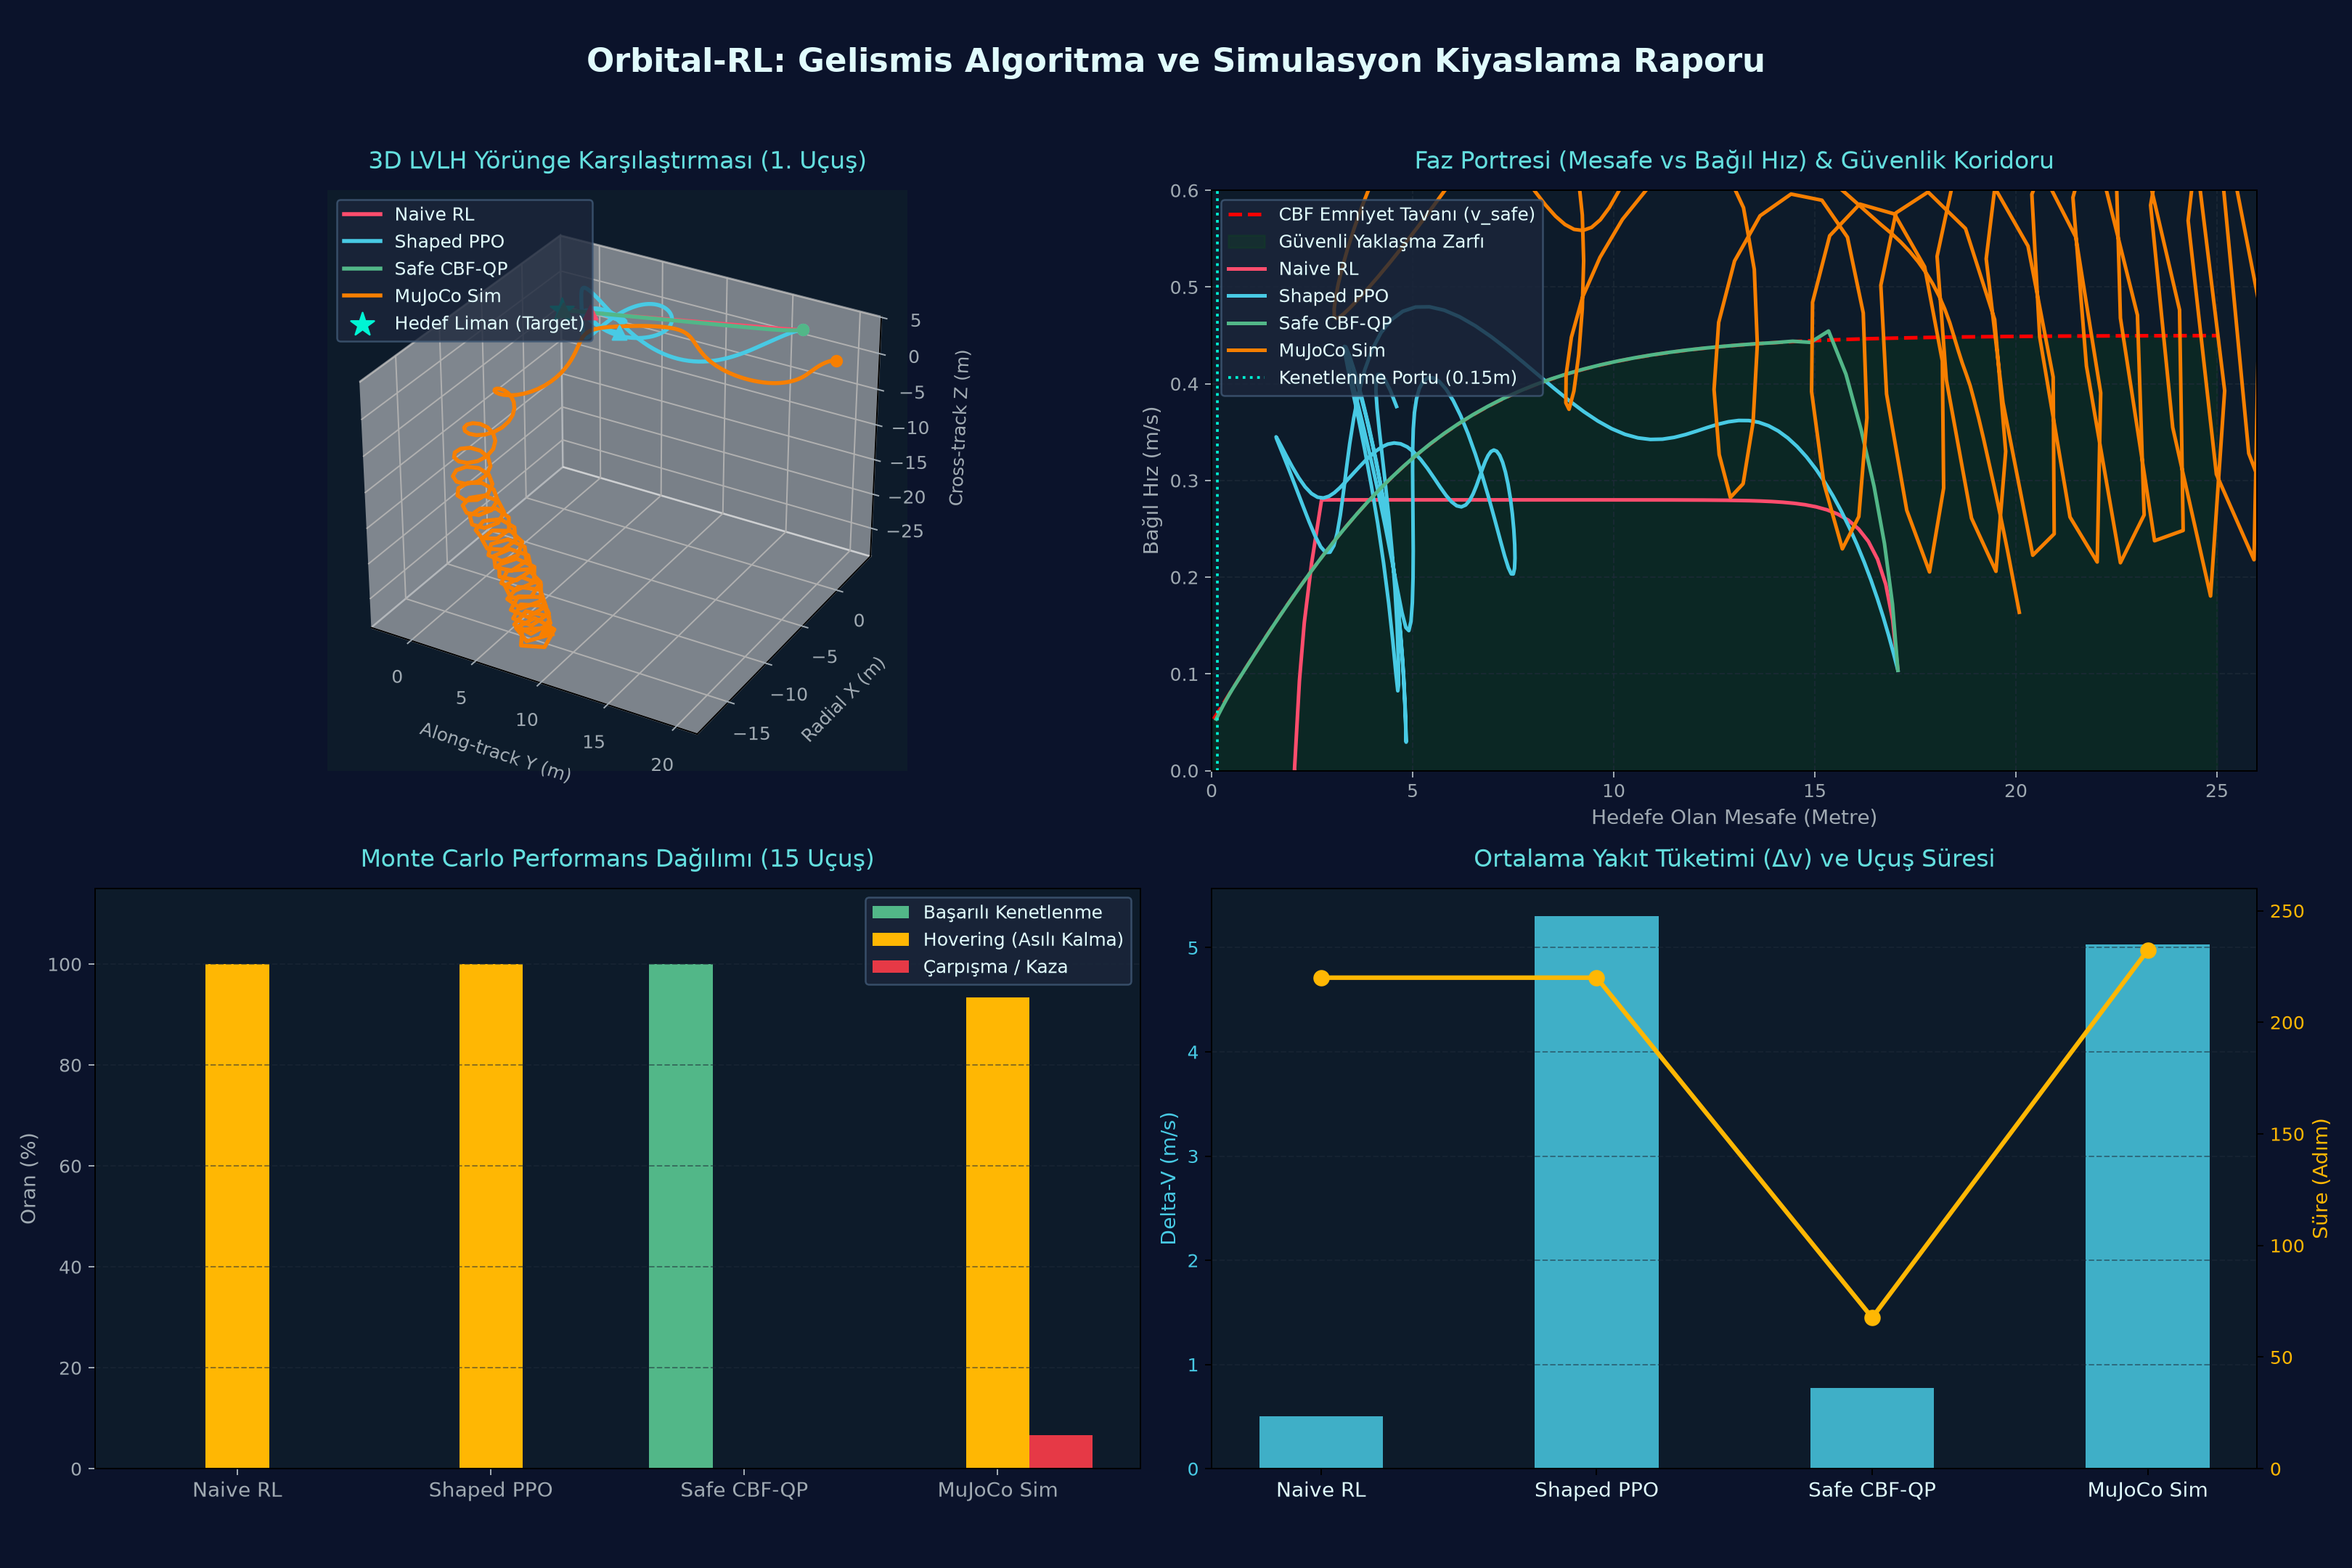 Orbital-RL: Gelismis Algoritma ve Simulasyon Kiyaslama Raporu
3D LVLH Yörünge Karşılaştırması (1. Uçuş)
Naive RL
Shaped PPO
Safe CBF-QP
MuJoCo Sim
Hedef Liman (Target)
5
0
−5
−10
−15
−20
−25
Cross-track Z (m)
0
−5
−10
−15
Radial X (m)
0
5
10
15
20
Along-track Y (m)
Faz Portresi (Mesafe vs Bağıl Hız) & Güvenlik Koridoru
0.6
0.5
0.4
0.3
0.2
0.1
0.0
Bağıl Hız (m/s)
CBF Emniyet Tavanı (v_safe)
Güvenli Yaklaşma Zarfı
Naive RL
Shaped PPO
Safe CBF-QP
MuJoCo Sim
Kenetlenme Portu (0.15m)
0 5 10 15 20 25
Hedefe Olan Mesafe (Metre)
Monte Carlo Performans Dağılımı (15 Uçuş)
Başarılı Kenetlenme
Hovering (Asılı Kalma)
Çarpışma / Kaza
100
80
60
40
20
0
Oran (%)
Naive RL Shaped PPO Safe CBF-QP MuJoCo Sim
Ortalama Yakıt Tüketimi (Δv) ve Uçuş Süresi
5
4
3
2
1
0
Delta-V (m/s)
250
200
150
100
50
0
Süre (Adım)
Naive RL Shaped PPO Safe CBF-QP MuJoCo Sim